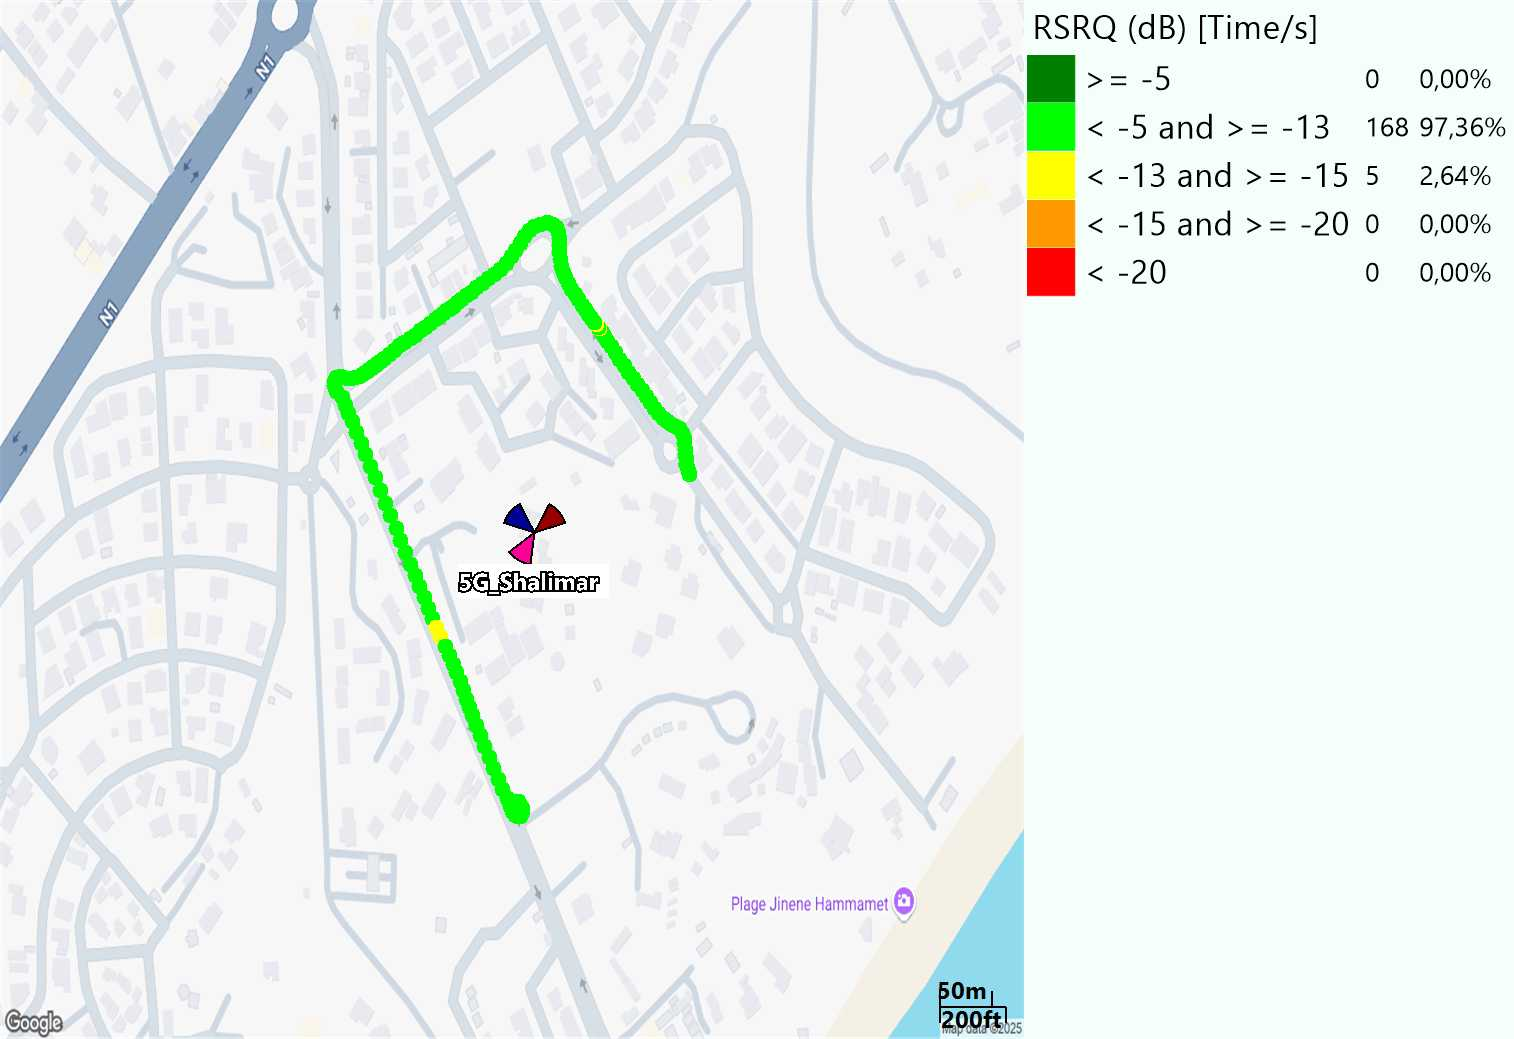 RSRQ (dB) [Time/s]
>= -5 0 0,00%
< -5 and >= -13 168 97,36%
< -13 and >= -15 5 2,64%
< -15 and >= -20 0 0,00%
< -20 0 0,00%
N1
N1
5G_Shalimar
Plage Jinene Hammamet
50m
200ft
Google
Map data ©2025